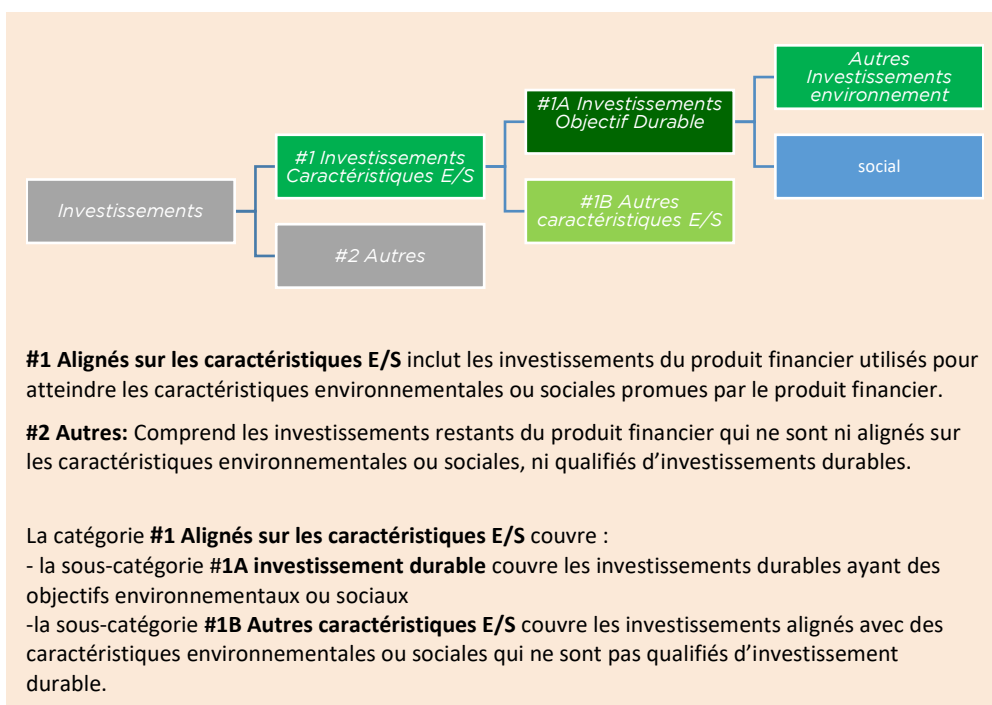 Autres
Investissements
environnement
#1A Investissements
Objectif Durable
#1 Investissements
Caractéristiques E/S
social
Investissements
#1B Autres
caractéristiques E/S
#2 Autres
#1 Alignés sur les caractéristiques E/S inclut les investissements du produit financier utilisés pour
atteindre les caractéristiques environnementales ou sociales promues par le produit financier.
#2 Autres: Comprend les investissements restants du produit financier qui ne sont ni alignés sur
les caractéristiques environnementales ou sociales, ni qualifiés d’investissements durables.
La catégorie #1 Alignés sur les caractéristiques E/S couvre :
- la sous-catégorie #1A investissement durable couvre les investissements durables ayant des
objectifs environnementaux ou sociaux
-la sous-catégorie #1B Autres caractéristiques E/S couvre les investissements alignés avec des
caractéristiques environnementales ou sociales qui ne sont pas qualifiés d’investissement
durable.